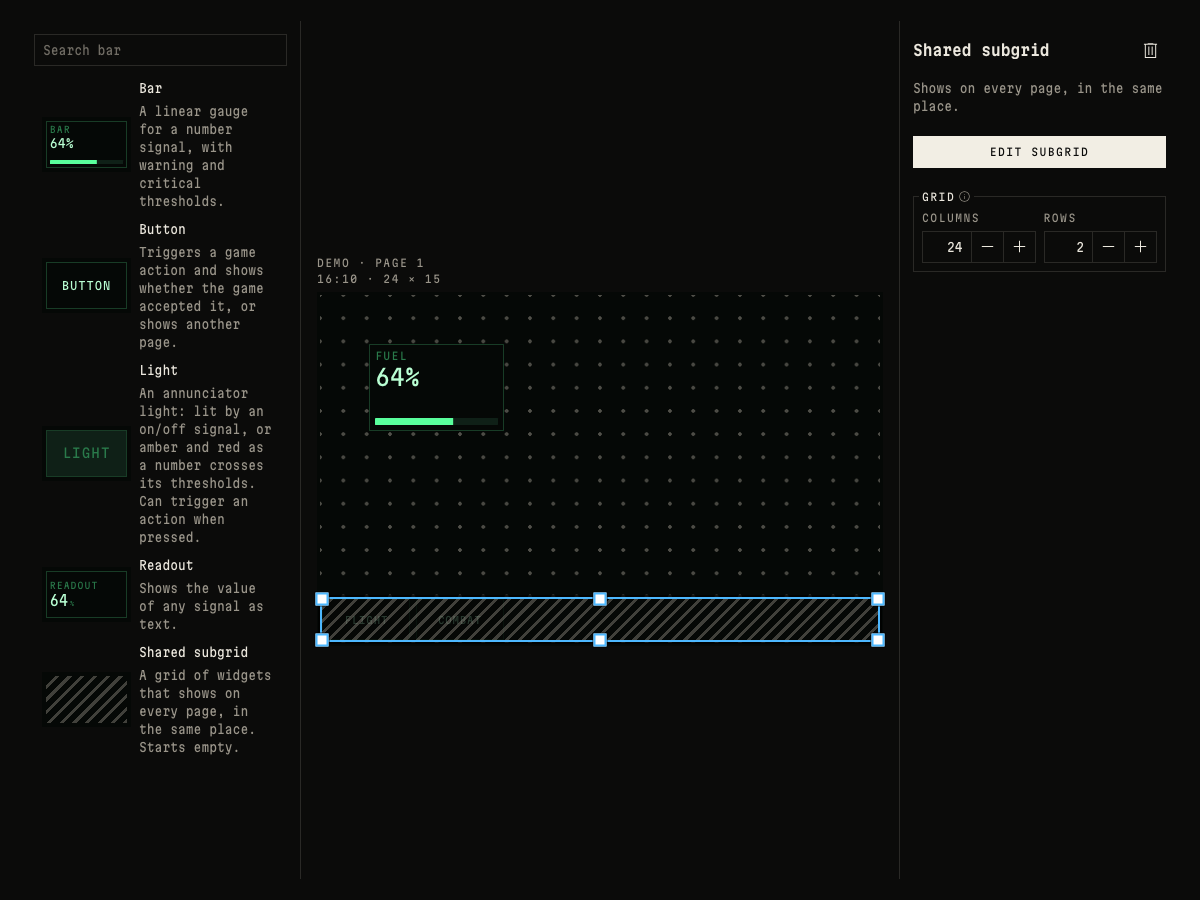 Search bar
BAR
64%
Bar
A linear gauge
for a number
signal, with
warning and
critical
thresholds.
BUTTON
Button
Triggers a game
action and shows
whether the game
accepted it, or
shows another
page.
LIGHT
Light
An annunciator
light: lit by an
on/off signal, or
amber and red as
a number crosses
its thresholds.
Can trigger an
action when
pressed.
READOUT
64%
Readout
Shows the value
of any signal as
text.
Shared subgrid
A grid of widgets
that shows on
every page, in
the same place.
Starts empty.
DEMO · PAGE 1
16:10 · 24 × 15
FUEL
64%
FLIGHT COMBAT
Shared subgrid
Shows on every page, in the same
place.
EDIT SUBGRID
GRID
COLUMNS ROWS
24 − + 2 − +